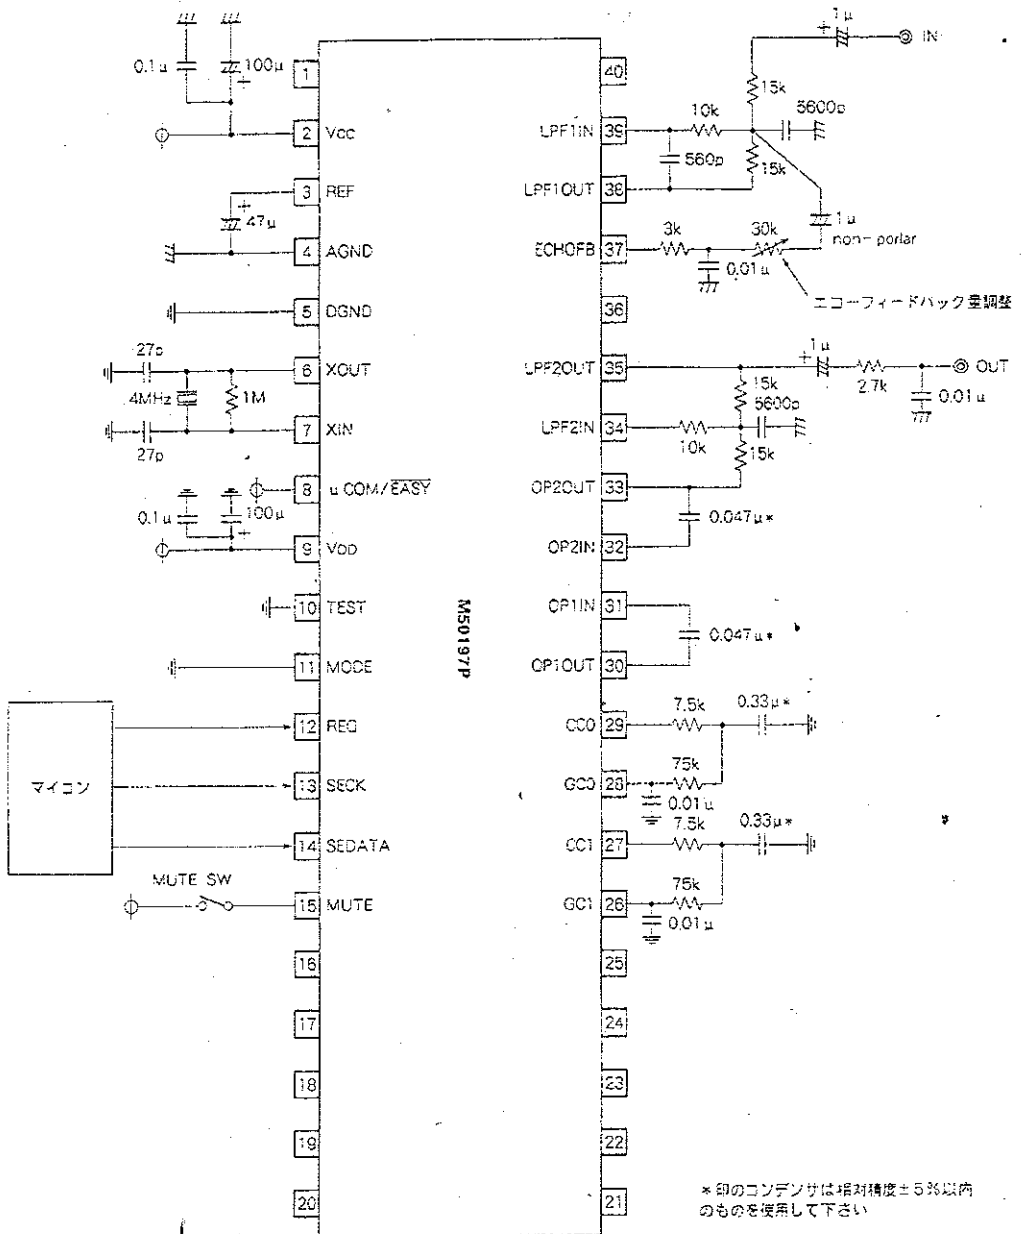 1μ
IN
0.1μ
100μ
1
40
15k
5600p
10k
2 Vcc
LPF1IN 39
560p
15k
3 REF
LPF1OUT 38
47μ
1μ
non-porlar
3k
30k
4 AGND
ECHOFB 37
0.01μ
エコーフィードバック量調整
5 DGND
36
27p
1μ
6 XOUT
LPF2OUT 35
OUT
2.7k
4MHz
1M
15k
0.01μ
5600p
7 XIN
LPF2IN 34
27p
10k
15k
8 μCOM/EASY
OP2OUT 33
0.1μ
100μ
0.047μ*
9 VDD
OP2IN 32
10 TEST
OP1IN 31
M50197P
0.047μ*
11 MODE
OP1OUT 30
7.5k
0.33μ*
12 REQ
CC0 29
マイコン
75k
13 SECK
GC0 28
0.01μ
7.5k
0.33μ*
14 SEDATA
CC1 27
MUTE SW
75k
15 MUTE
GC1 26
0.01μ
16
25
17
24
18
23
19
22
20
21
*印のコンデンサは相対精度±5%以内
のものを使用して下さい